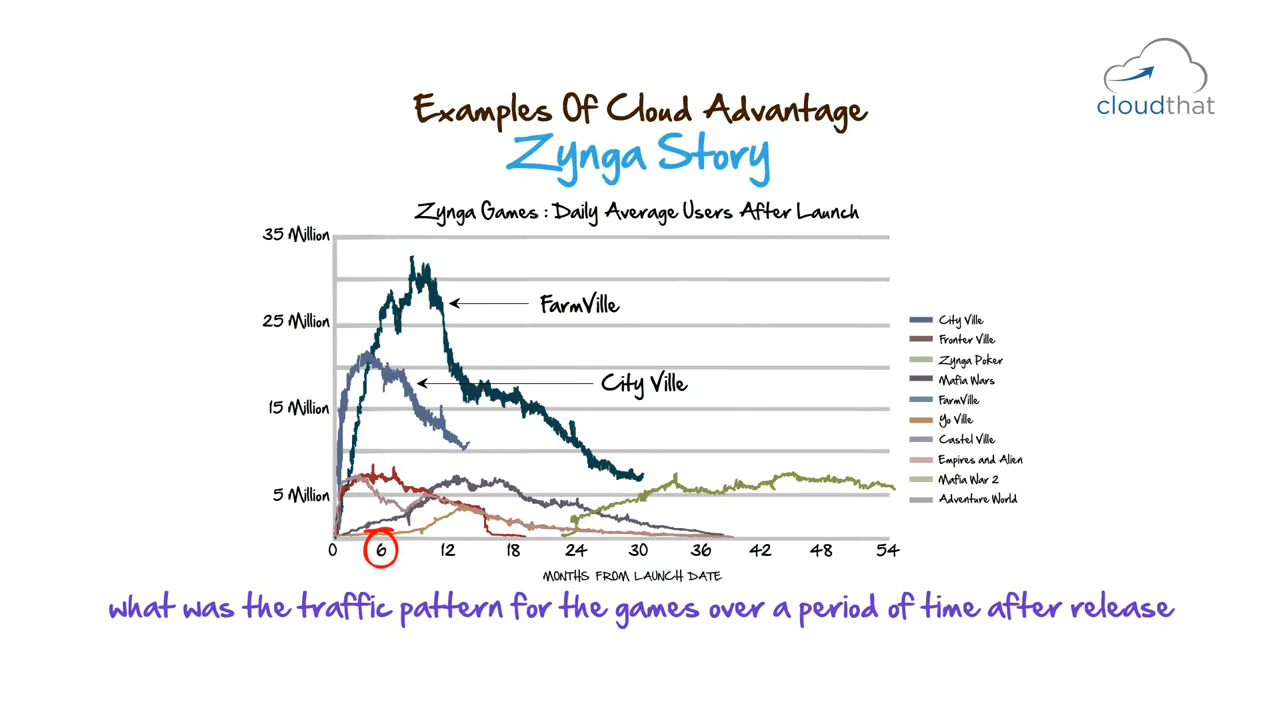 cloudthat
Examples Of Cloud Advantage
Zynga Story
Zynga Games : Daily Average Users After Launch
35 Million
25 Million
15 Million
5 Million
FarmVille
City Ville
City Ville
Fronter Ville
Zynga Poker
Mafia Wars
FarmVille
Yo Ville
Castel Ville
Empires and Alien
Mafia War 2
Adventure World
0 6 12 18 24 30 36 42 48 54
MONTHS FROM LAUNCH DATE
what was the traffic pattern for the games over a period of time after release